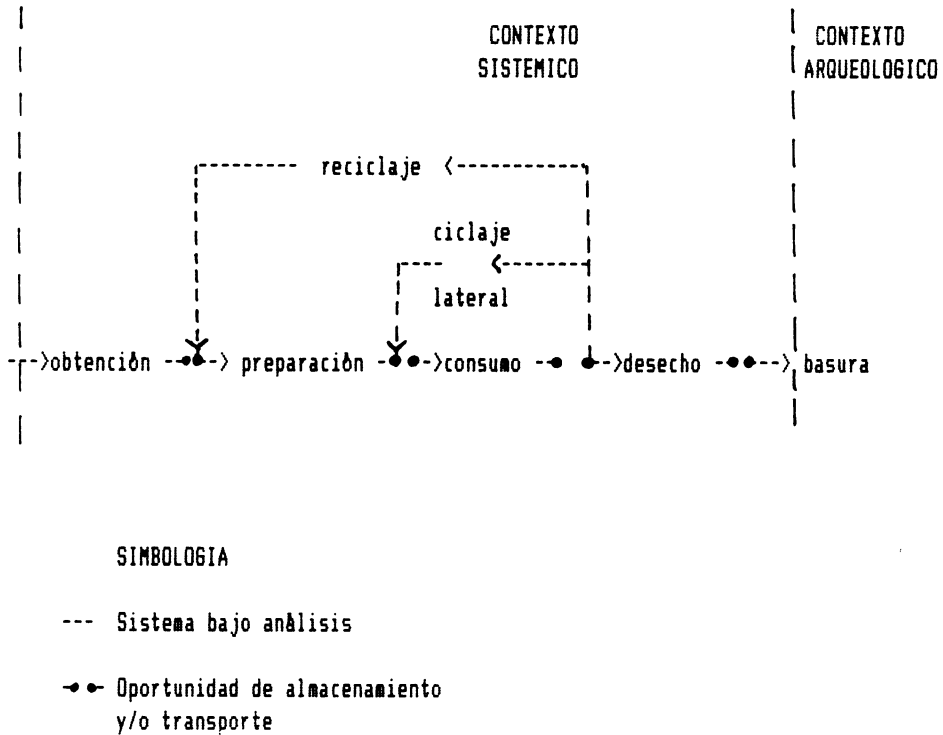 CONTEXTO
SISTEMICO
CONTEXTO
ARQUEOLOGICO
reciclaje
ciclaje
lateral
obtención
preparación
consumo
desecho
basura
SIMBOLOGIA
--- Sistema bajo análisis
Oportunidad de almacenamiento
y/o transporte